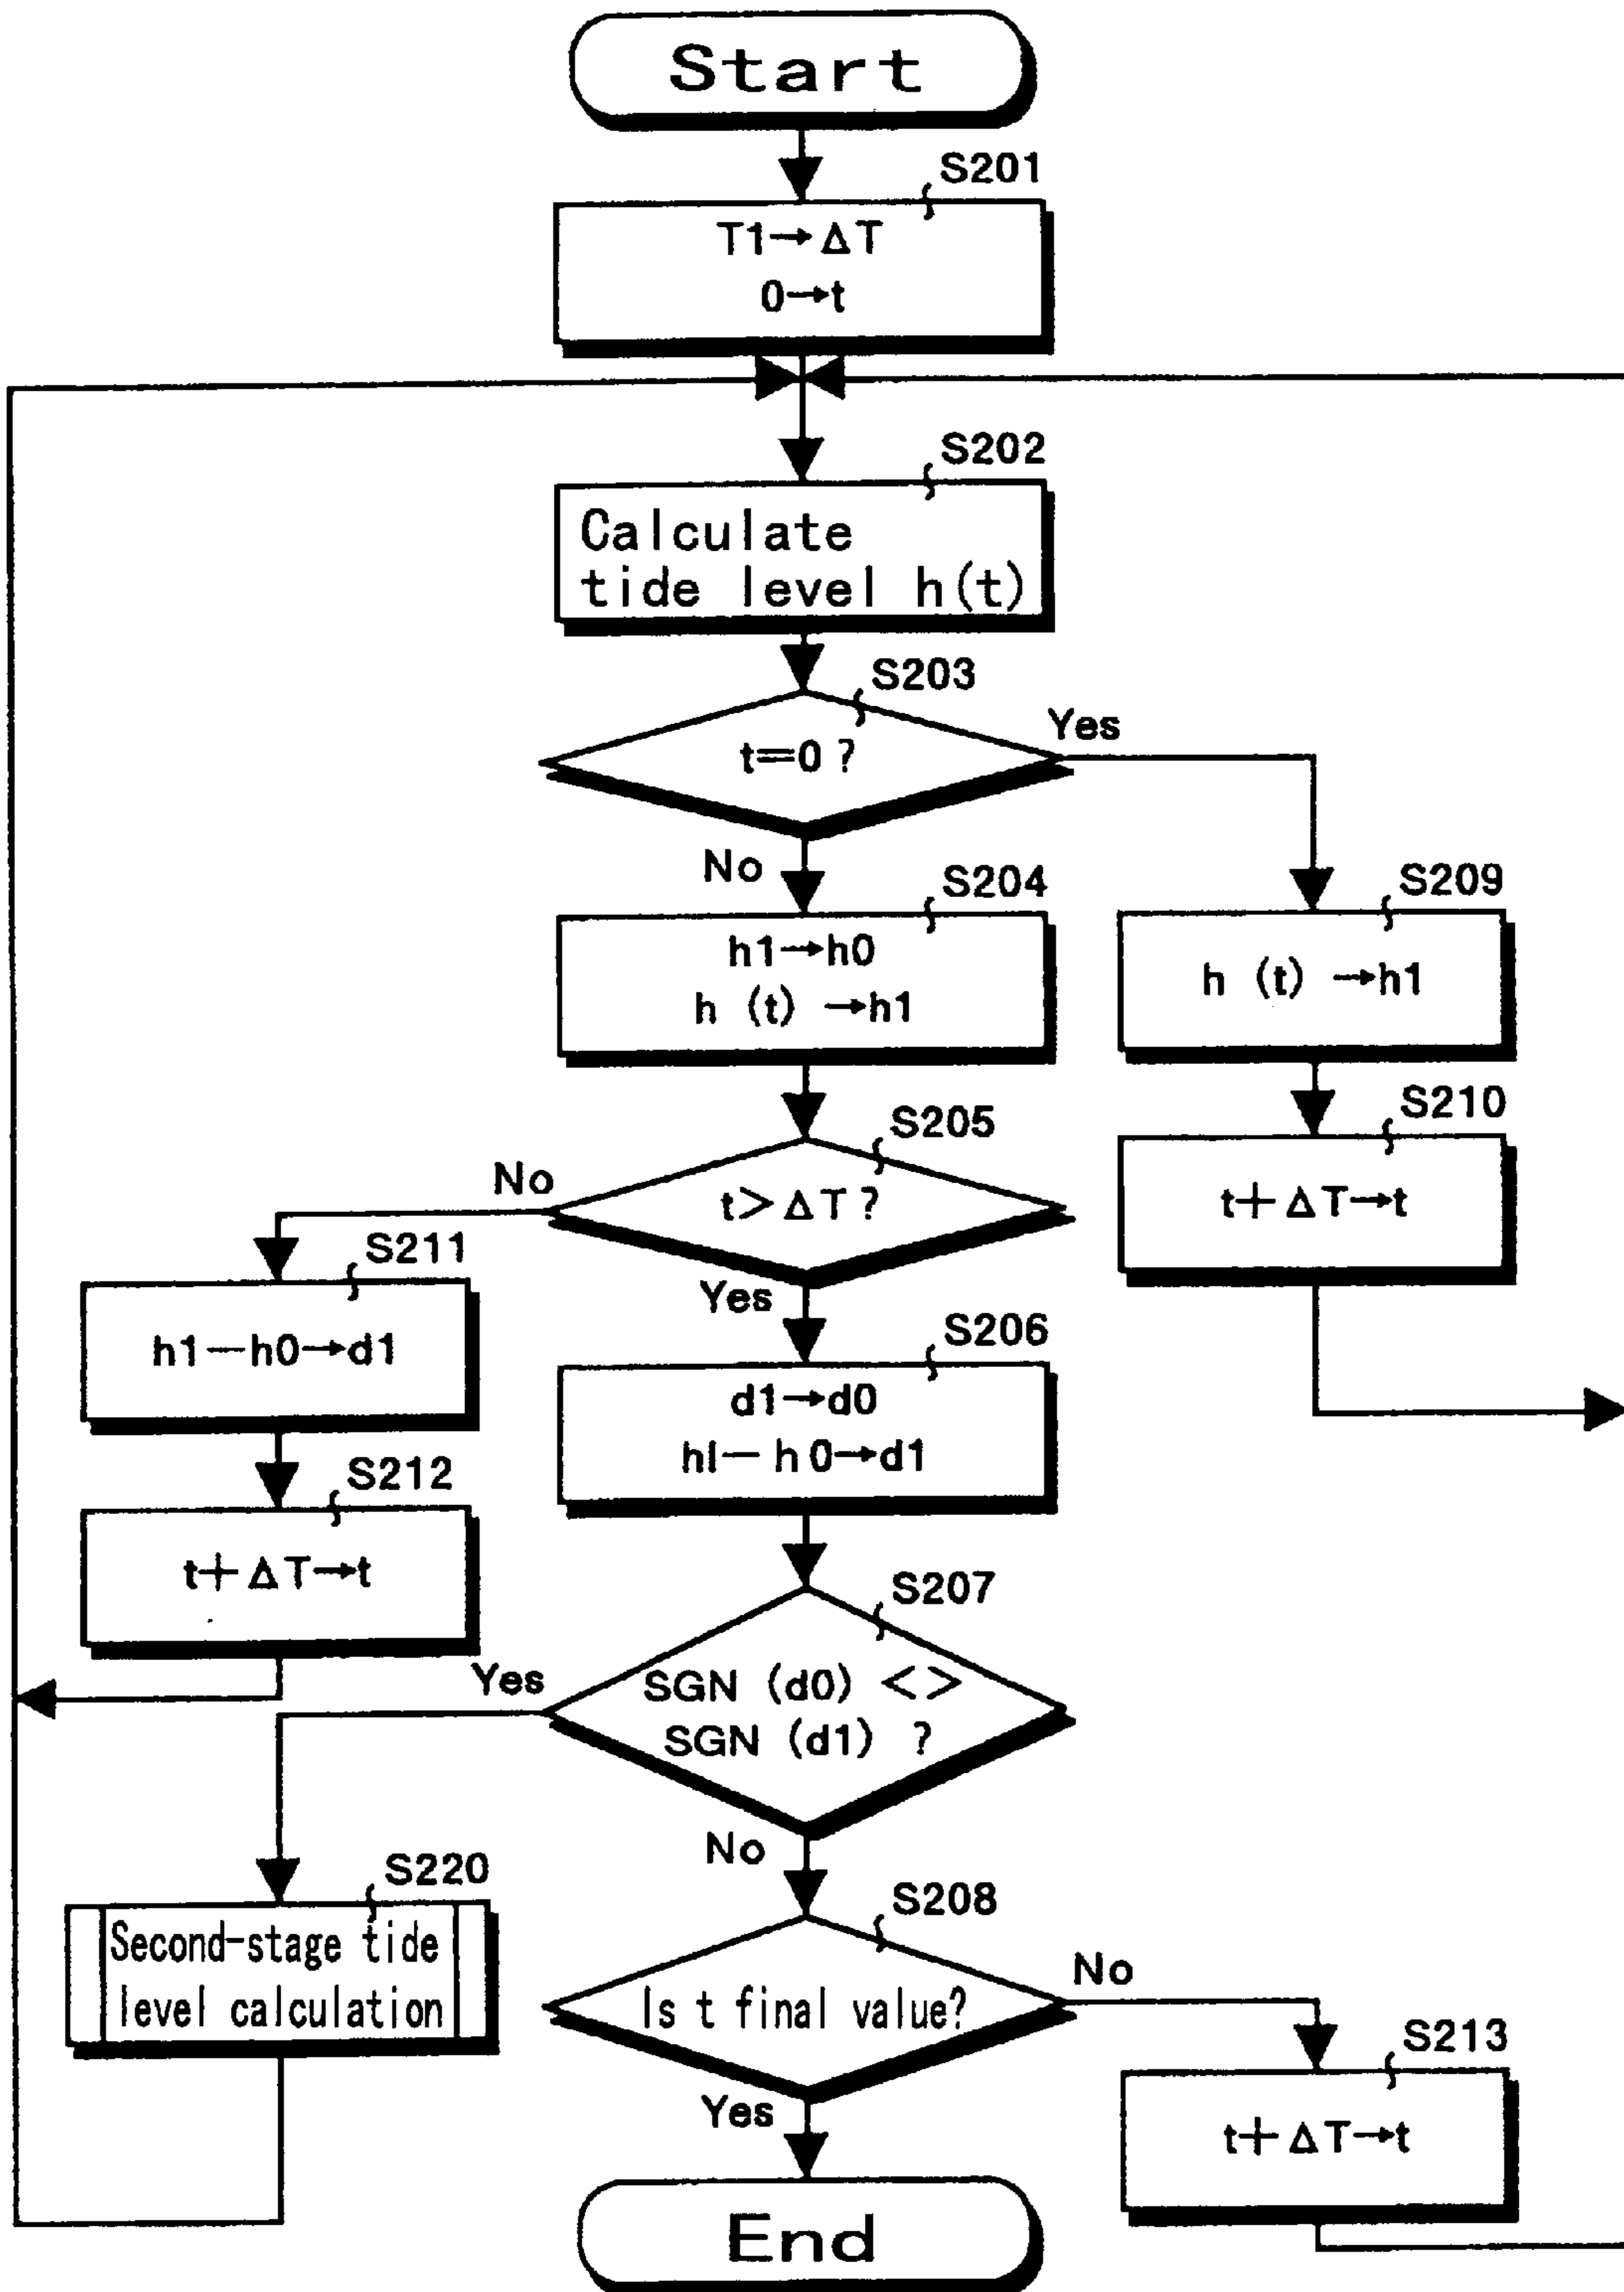 Start
S201
T1→ΔT
0→t
S202
Calculate
tide level h(t)
S203
t=0 ?
Yes
No
S204
h1→h0
h (t) →h1
S209
h (t) →h1
S205
t>ΔT?
No
Yes
S210
t+ΔT→t
S211
h1−h0→d1
S206
d1→d0
hl− h0→d1
S212
t+ΔT→t
S207
SGN (d0) <>
SGN (d1) ?
Yes
No
S220
Second-stage tide
level calculation
S208
Is t final value?
No
Yes
S213
t+ΔT→t
End